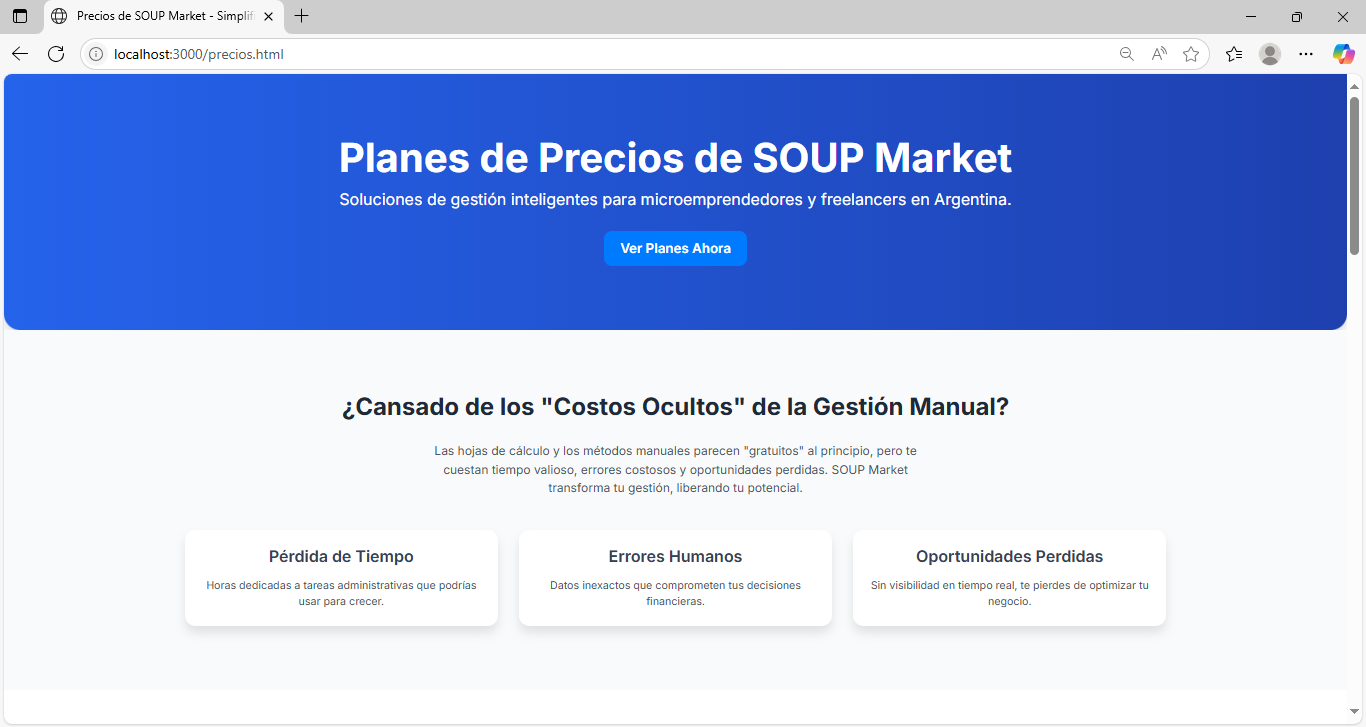 Precios de SOUP Market - Simplifi
localhost:3000/precios.html
Planes de Precios de SOUP Market
Soluciones de gestión inteligentes para microemprendedores y freelancers en Argentina.
Ver Planes Ahora
¿Cansado de los "Costos Ocultos" de la Gestión Manual?
Las hojas de cálculo y los métodos manuales parecen "gratuitos" al principio, pero te
cuestan tiempo valioso, errores costosos y oportunidades perdidas. SOUP Market
transforma tu gestión, liberando tu potencial.
Pérdida de Tiempo
Horas dedicadas a tareas administrativas que podrías
usar para crecer.
Errores Humanos
Datos inexactos que comprometen tus decisiones
financieras.
Oportunidades Perdidas
Sin visibilidad en tiempo real, te pierdes de optimizar tu
negocio.